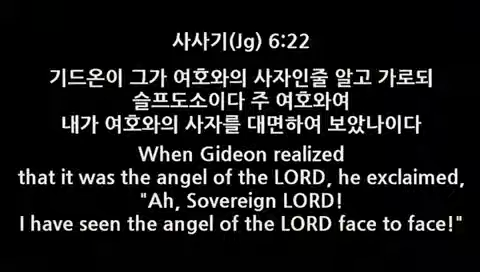 사사기(Jg) 6:22
기드온이 그가 여호와의 사자인줄 알고 가로되
슬프도소이다 주 여호와여
내가 여호와의 사자를 대면하여 보았나이다
When Gideon realized
that it was the angel of the LORD, he exclaimed,
"Ah, Sovereign LORD!
I have seen the angel of the LORD face to face!"